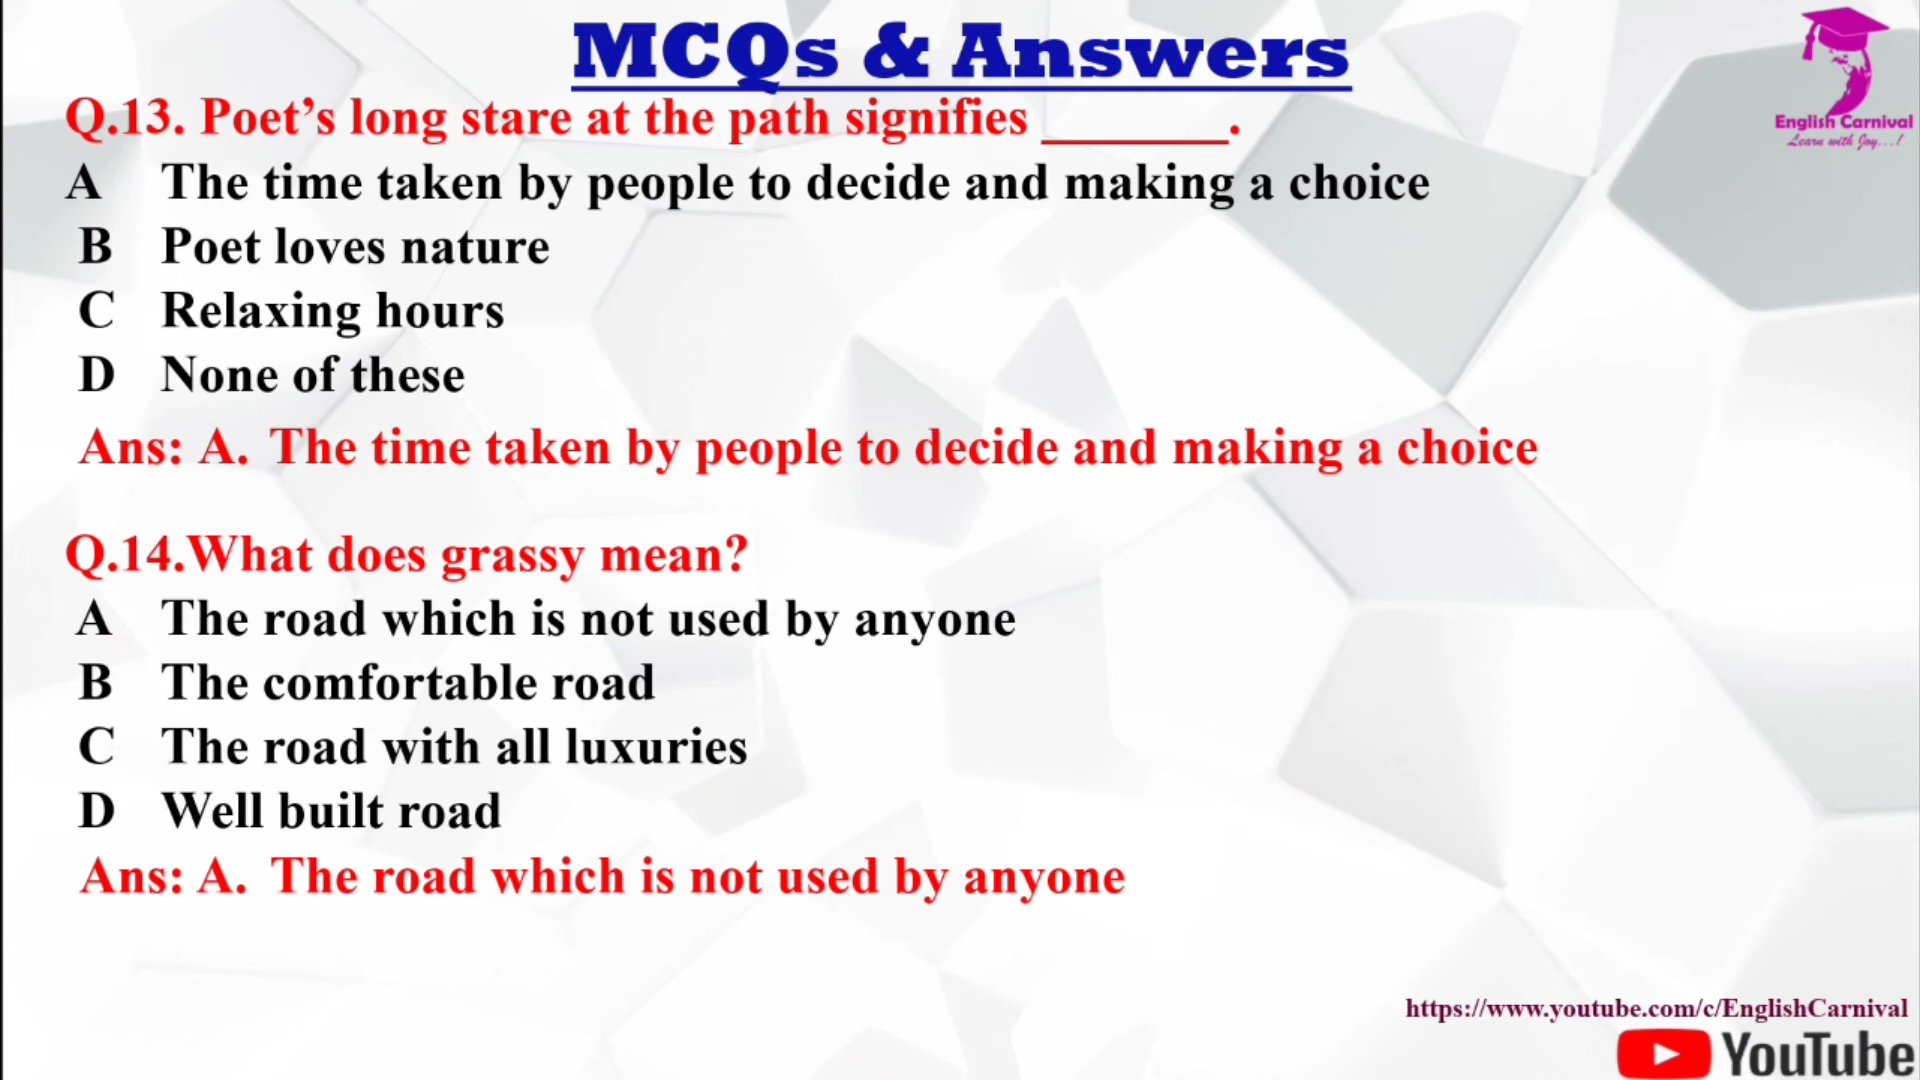 MCQs & Answers
English Carnival
Learn with Joy...!
Q.13. Poet’s long stare at the path signifies ________.
A The time taken by people to decide and making a choice
B Poet loves nature
C Relaxing hours
D None of these
Ans: A. The time taken by people to decide and making a choice
Q.14.What does grassy mean?
A The road which is not used by anyone
B The comfortable road
C The road with all luxuries
D Well built road
Ans: A. The road which is not used by anyone
https://www.youtube.com/c/EnglishCarnival
YouTube